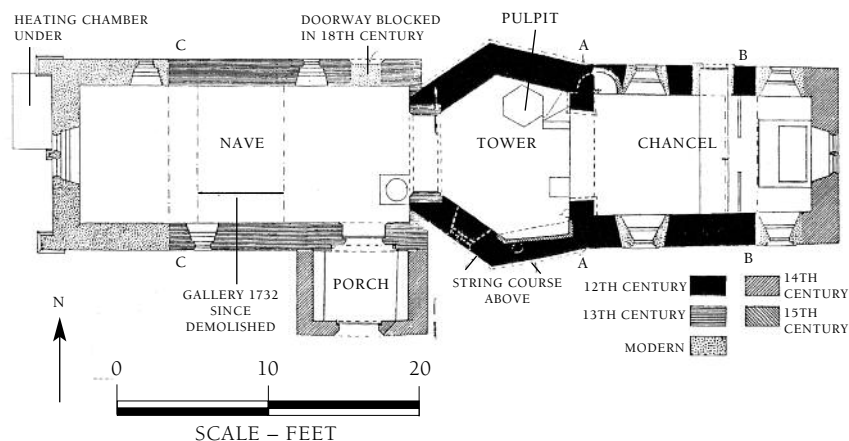 HEATING CHAMBER
UNDER
C
DOORWAY BLOCKED
IN 18TH CENTURY
PULPIT
A
B
NAVE
TOWER
CHANCEL
C
GALLERY 1732
SINCE
DEMOLISHED
PORCH
STRING COURSE
ABOVE
A
B
12TH CENTURY
13TH CENTURY
MODERN
14TH
CENTURY
15TH
CENTURY
N
0
10
20
SCALE – FEET